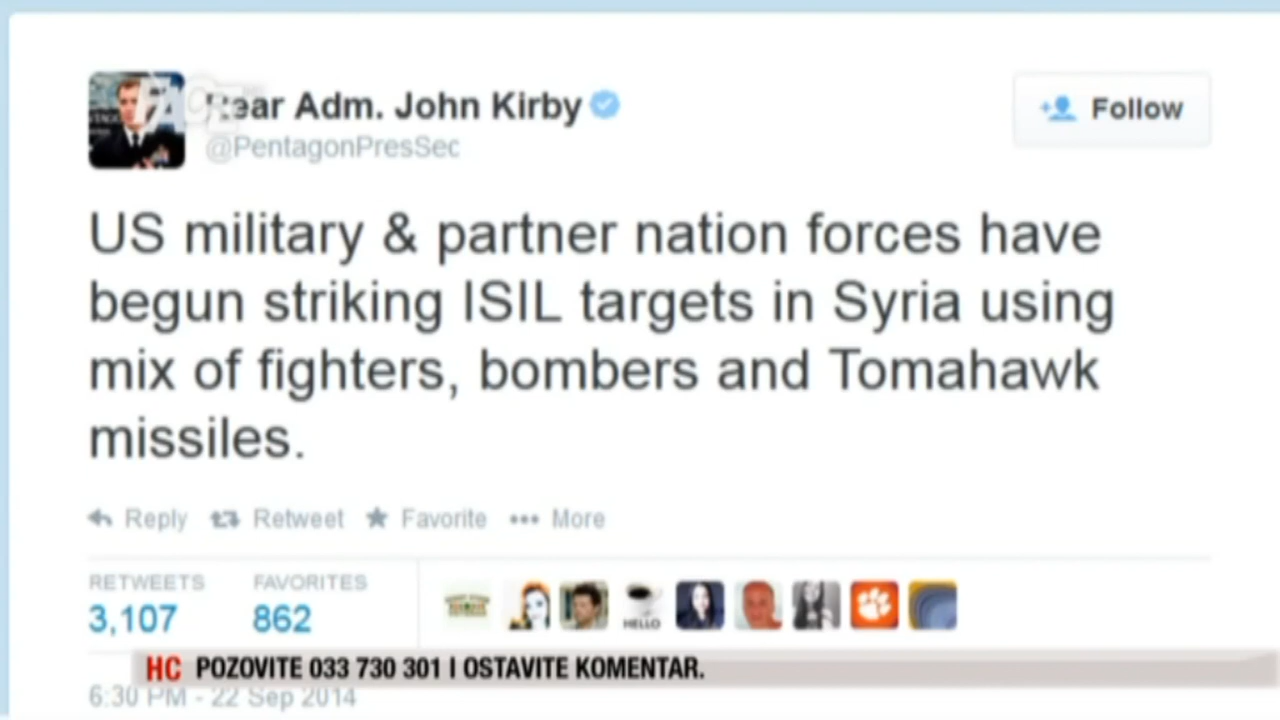 FACE
Rear Adm. John Kirby
Follow
@PentagonPresSec
US military & partner nation forces have
begun striking ISIL targets in Syria using
mix of fighters, bombers and Tomahawk
missiles.
Reply Retweet Favorite More
RETWEETS FAVORITES
3,107 862
HELLO
HC POZOVITE 033 730 301 I OSTAVITE KOMENTAR.
6:30 PM - 22 Sep 2014